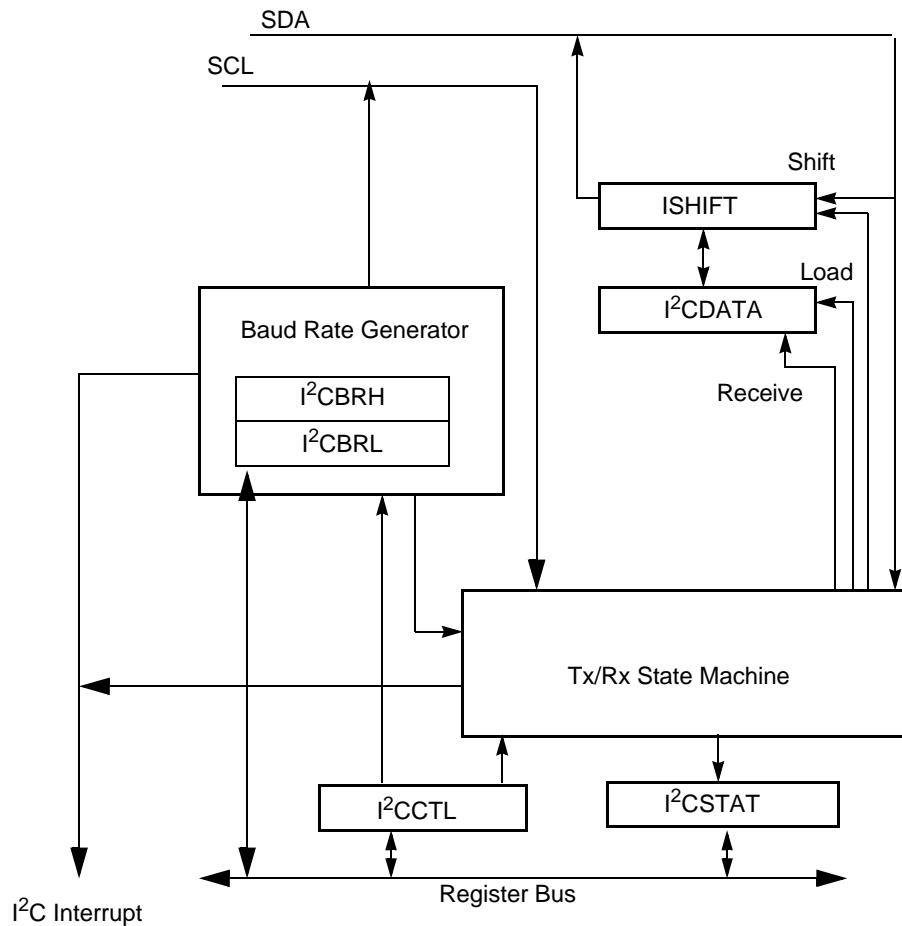 SDA
SCL
Shift
ISHIFT
Load
I²CDATA
Baud Rate Generator
I²CBRH
Receive
I²CBRL
Tx/Rx State Machine
I²CCTL
I²CSTAT
Register Bus
I²C Interrupt